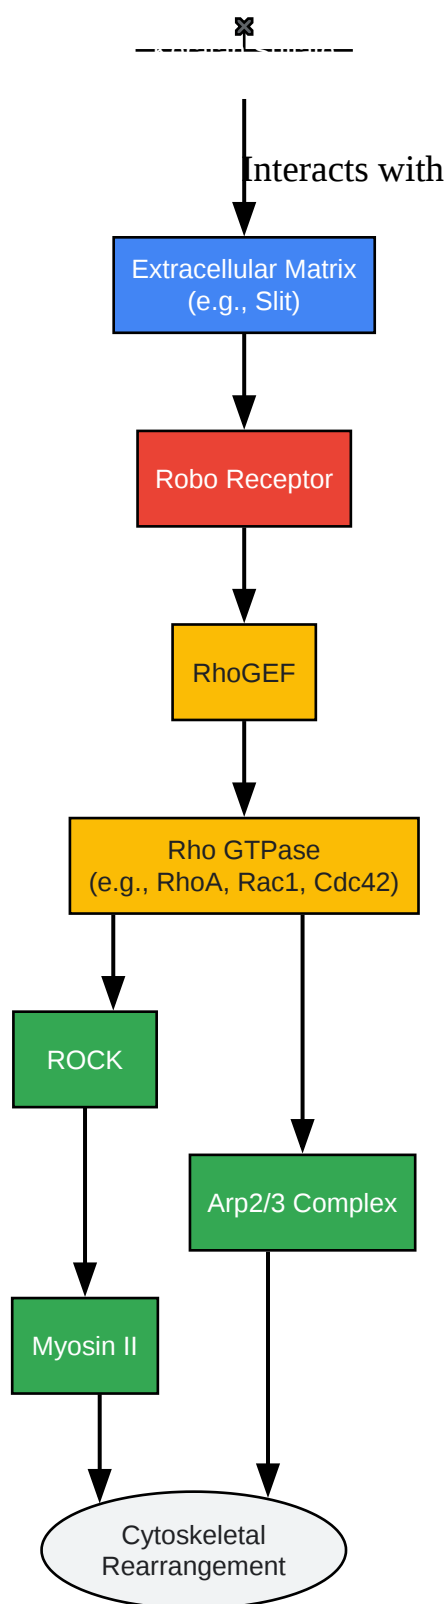 Interacts with
Extracellular Matrix
(e.g., Slit)
Robo Receptor
RhoGEF
Rho GTPase
(e.g., RhoA, Rac1, Cdc42)
ROCK
Arp2/3 Complex
Myosin II
Cytoskeletal
Rearrangement